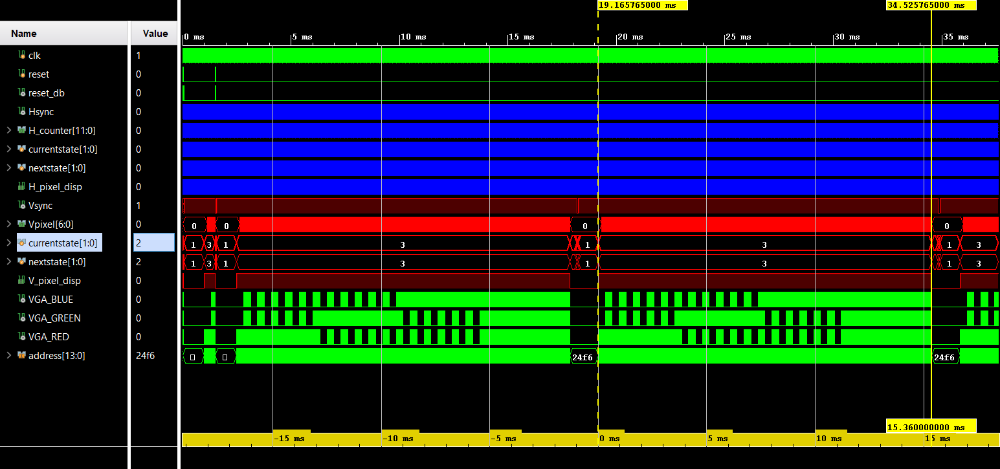 19.165765000 ms 34.525765000 ms
Name Value
0 ms 5 ms 10 ms 15 ms 20 ms 25 ms 30 ms 35 ms
clk 1
reset 0
reset_db 0
Hsync 0
H_counter[11:0] 0
currentstate[1:0] 0
nextstate[1:0] 0
H_pixel_disp 0
Vsync 1
Vpixel[6:0] 0 0 0 0 0
currentstate[1:0] 2 1 3 1 3 1 3 1 3
nextstate[1:0] 2 1 3 1 3 1 3 1 3
V_pixel_disp 0
VGA_BLUE 0
VGA_GREEN 0
VGA_RED 0
address[13:0] 24f6 24f6 24f6
15.360000000 ms
-15 ms -10 ms -5 ms 0 ms 5 ms 10 ms 15 ms